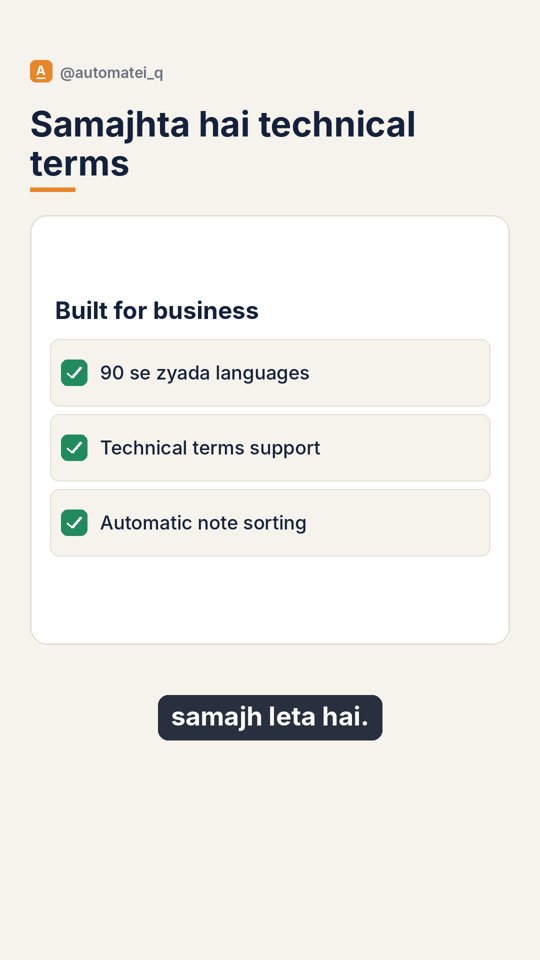 A
@automatei_q
Samajhta hai technical
terms
Built for business
90 se zyada languages
Technical terms support
Automatic note sorting
samajh leta hai.